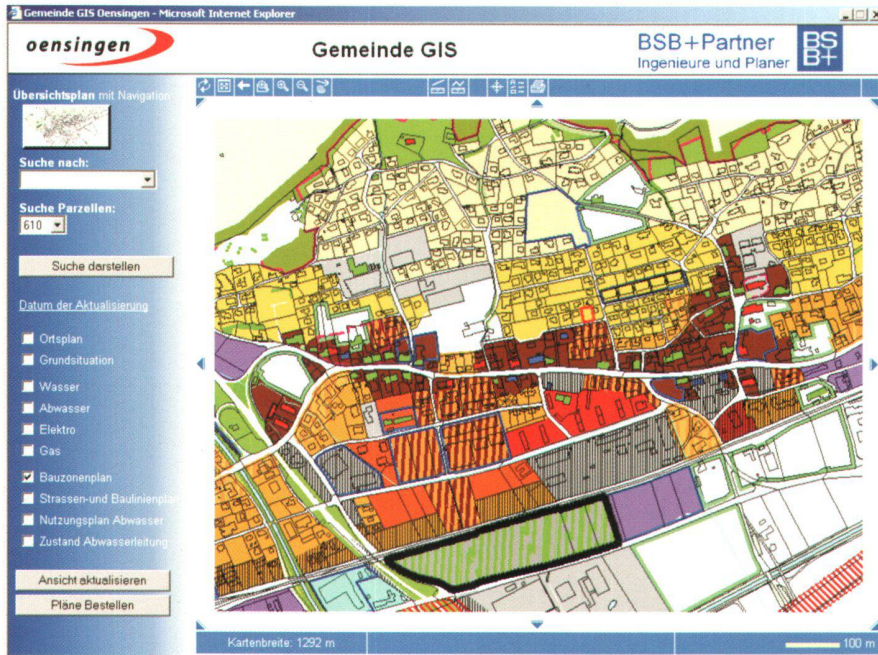 Gemeinde GIS Oensingen - Microsoft Internet Explorer
oensingen
Gemeinde GIS
BSB+Partner
Ingenieure und Planer
BS
B+
Übersichtsplan mit Navigation
Suche nach:
Suche Parzellen:
610
Suche darstellen
Datum der Aktualisierung
Ortsplan
Grundsituation
Wasser
Abwasser
Elektro
Gas
Bauzonenplan
Strassen-und Baulinienplan
Nutzungsplan Abwasser
Zustand Abwasserleitung
Ansicht aktualisieren
Pläne Bestellen
Kartenbreite: 1292 m
100 m